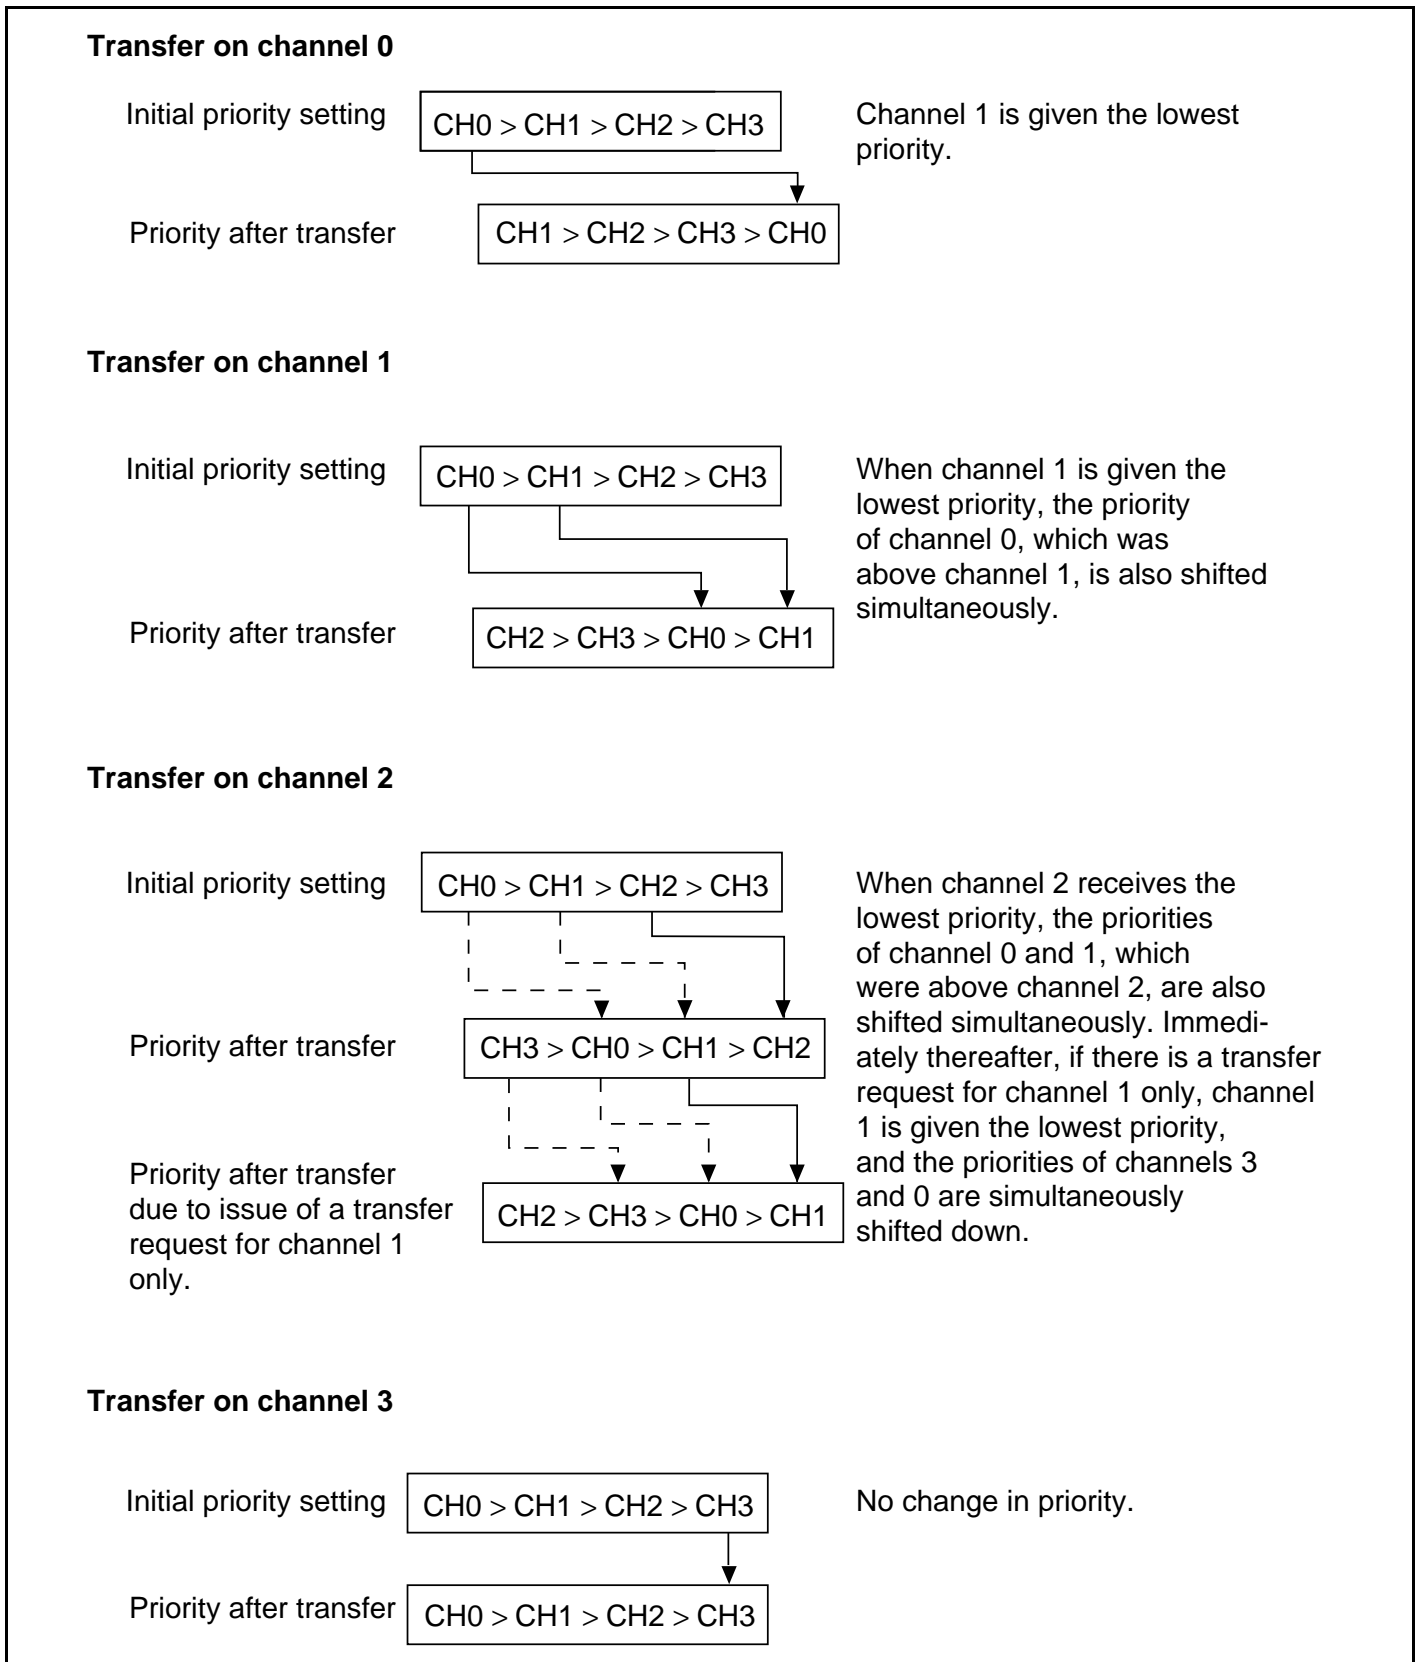 Transfer on channel 0
Initial priority setting
CH0 > CH1 > CH2 > CH3
Channel 1 is given the lowest
priority.
Priority after transfer
CH1 > CH2 > CH3 > CH0
Transfer on channel 1
Initial priority setting
CH0 > CH1 > CH2 > CH3
When channel 1 is given the
lowest priority, the priority
of channel 0, which was
above channel 1, is also shifted
simultaneously.
Priority after transfer
CH2 > CH3 > CH0 > CH1
Transfer on channel 2
Initial priority setting
CH0 > CH1 > CH2 > CH3
When channel 2 receives the
lowest priority, the priorities
of channel 0 and 1, which
were above channel 2, are also
shifted simultaneously. Immedi-
ately thereafter, if there is a transfer
request for channel 1 only, channel
1 is given the lowest priority,
and the priorities of channels 3
and 0 are simultaneously
shifted down.
Priority after transfer
CH3 > CH0 > CH1 > CH2
Priority after transfer
due to issue of a transfer
request for channel 1
only.
CH2 > CH3 > CH0 > CH1
Transfer on channel 3
Initial priority setting
CH0 > CH1 > CH2 > CH3
No change in priority.
Priority after transfer
CH0 > CH1 > CH2 > CH3